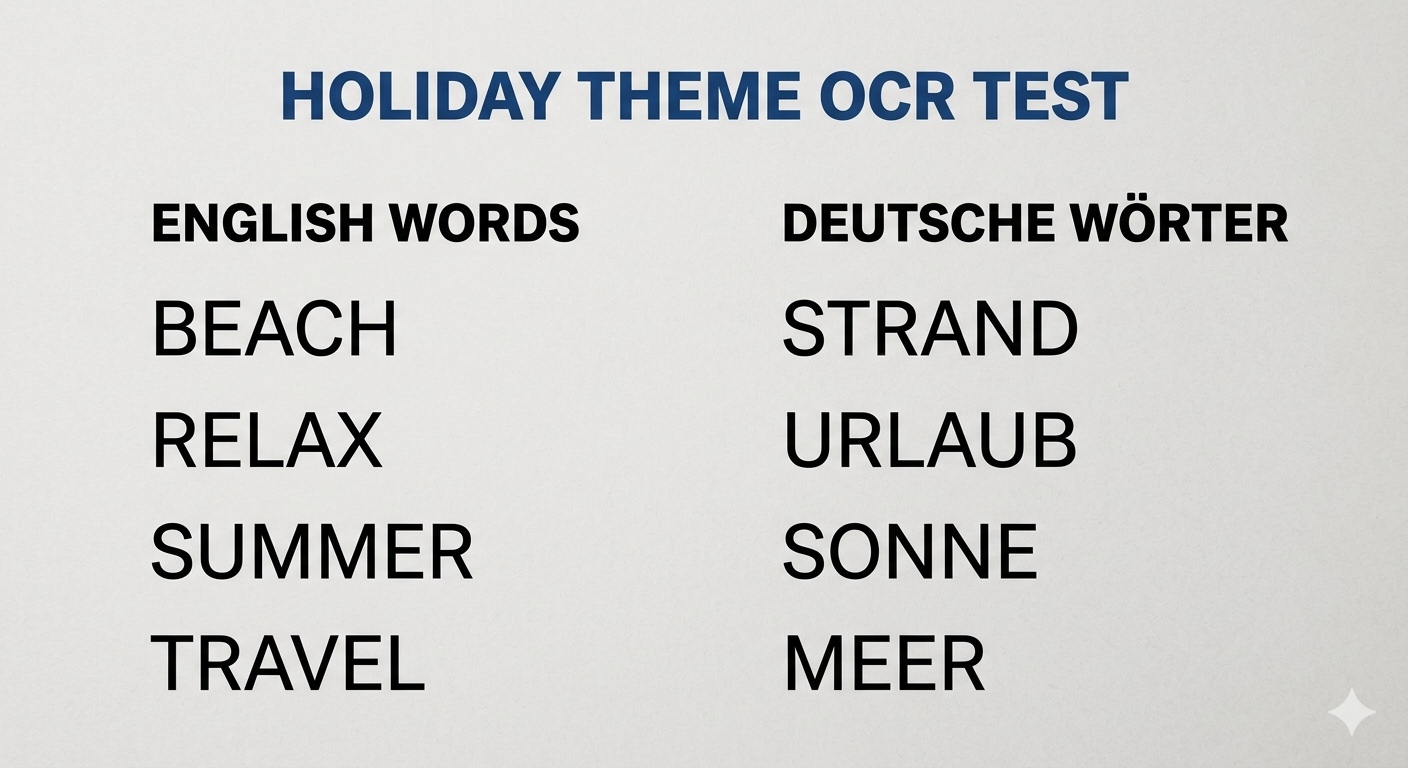 HOLIDAY THEME OCR TEST
ENGLISH WORDS
BEACH
RELAX
SUMMER
TRAVEL
DEUTSCHE WÖRTER
STRAND
URLAUB
SONNE
MEER